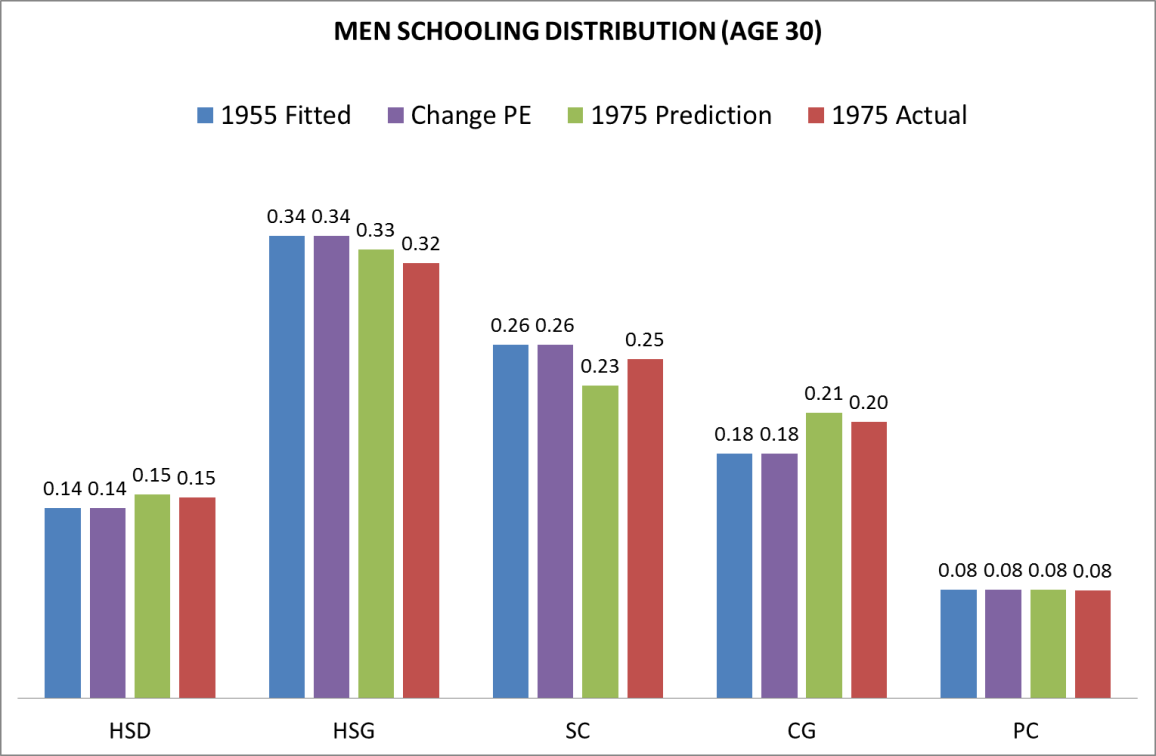 MEN SCHOOLING DISTRIBUTION (AGE 30)
1955 Fitted Change PE 1975 Prediction 1975 Actual
0.14 0.14 0.15 0.15
0.34 0.34 0.33 0.32
0.26 0.26 0.23 0.25
0.18 0.18 0.21 0.20
0.08 0.08 0.08 0.08
HSD HSG SC CG PC